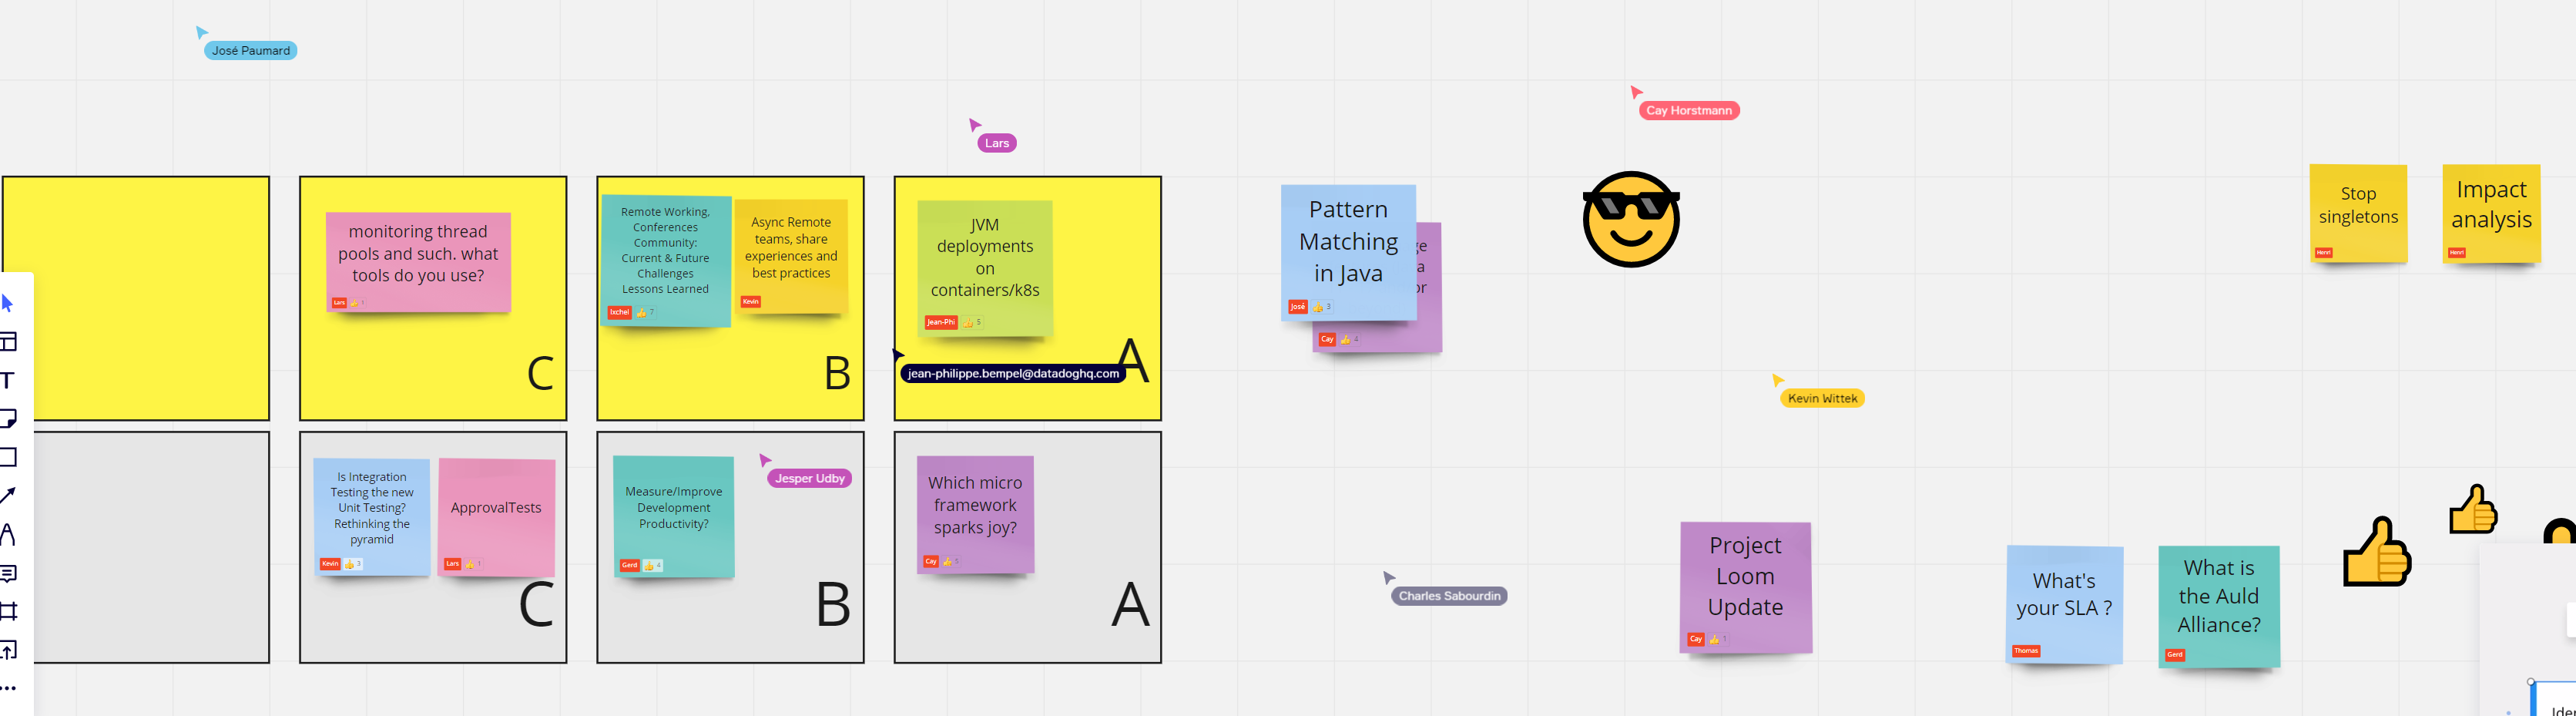 José Paumard
Lars
Cay Horstmann
monitoring thread
pools and such. what
tools do you use?
Lars
1
C
Remote Working,
Conferences
Community:
Current & Future
Challenges
Lessons Learned
Ixchel
7
Async Remote
teams, share
experiences and
best practices
Kevin
B
JVM
deployments
on
containers/k8s
Jean-Phi
5
A
jean-philippe.bempel@datadoghq.com
Pattern
Matching
in Java
José
3
ge
a
or
Cay
4
Stop
singletons
Henri
Impact
analysis
Henri
Kevin Wittek
Is Integration
Testing the new
Unit Testing?
Rethinking the
pyramid
Kevin
3
ApprovalTests
Lars
1
C
Measure/Improve
Development
Productivity?
Gerd
4
Jesper Udby
B
Which micro
framework
sparks joy?
Cay
A
Charles Sabourdin
Project
Loom
Update
Cay
1
What's
your SLA ?
Thomas
What is
the Auld
Alliance?
Gerd
Iden
T